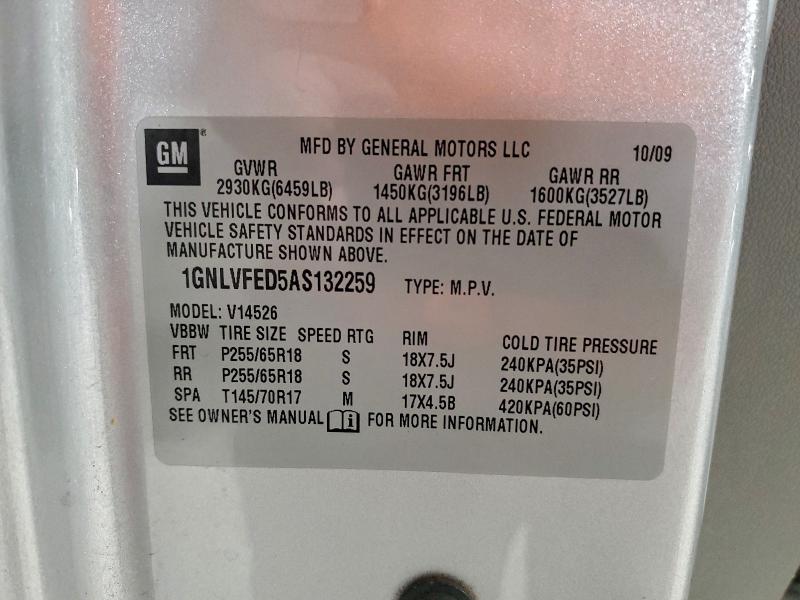 GM ® MFD BY GENERAL MOTORS LLC 10/09
GVWR GAWR FRT GAWR RR
2930KG(6459LB) 1450KG(3196LB) 1600KG(3527LB)
THIS VEHICLE CONFORMS TO ALL APPLICABLE U.S. FEDERAL MOTOR
VEHICLE SAFETY STANDARDS IN EFFECT ON THE DATE OF
MANUFACTURE SHOWN ABOVE.
1GNLVFED5AS132259 TYPE: M.P.V.
MODEL: V14526
VBBW TIRE SIZE SPEED RTG RIM COLD TIRE PRESSURE
FRT P255/65R18 S 18X7.5J 240KPA(35PSI)
RR P255/65R18 S 18X7.5J 240KPA(35PSI)
SPA T145/70R17 M 17X4.5B 420KPA(60PSI)
SEE OWNER'S MANUAL i FOR MORE INFORMATION.